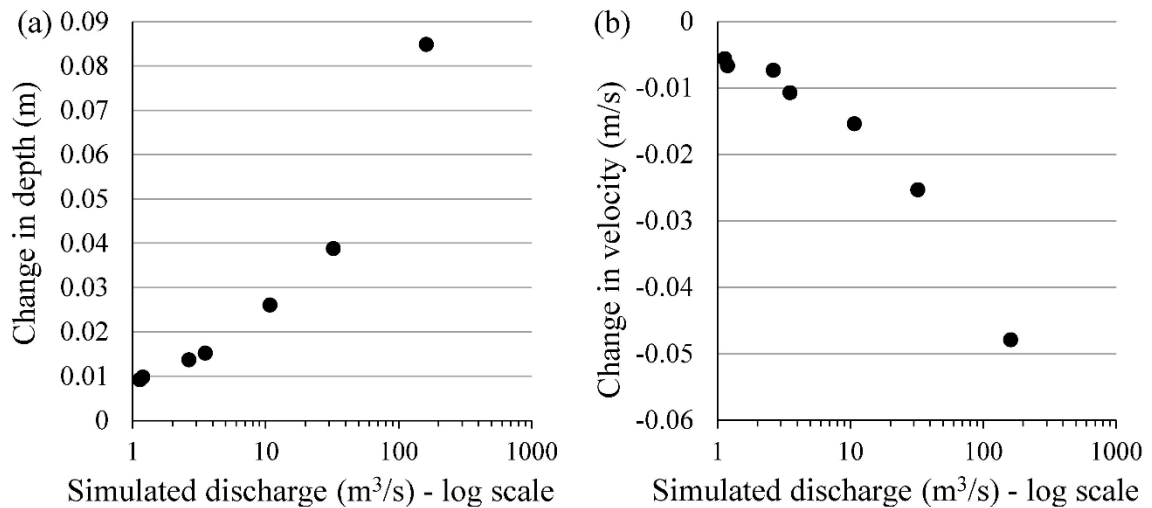 (a)
Change in depth (m)
0.09
0.08
0.07
0.06
0.05
0.04
0.03
0.02
0.01
0
1 10 100 1000
Simulated discharge (m³/s) - log scale
(b)
Change in velocity (m/s)
0
-0.01
-0.02
-0.03
-0.04
-0.05
-0.06
1 10 100 1000
Simulated discharge (m³/s) - log scale